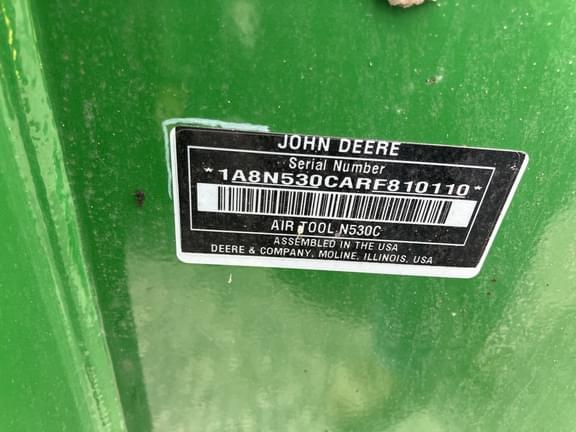 JOHN DEERE
Serial Number
*1A8N530CARF810110*
AIR TOOL N530C
ASSEMBLED IN THE USA
DEERE & COMPANY, MOLINE, ILLINOIS, USA